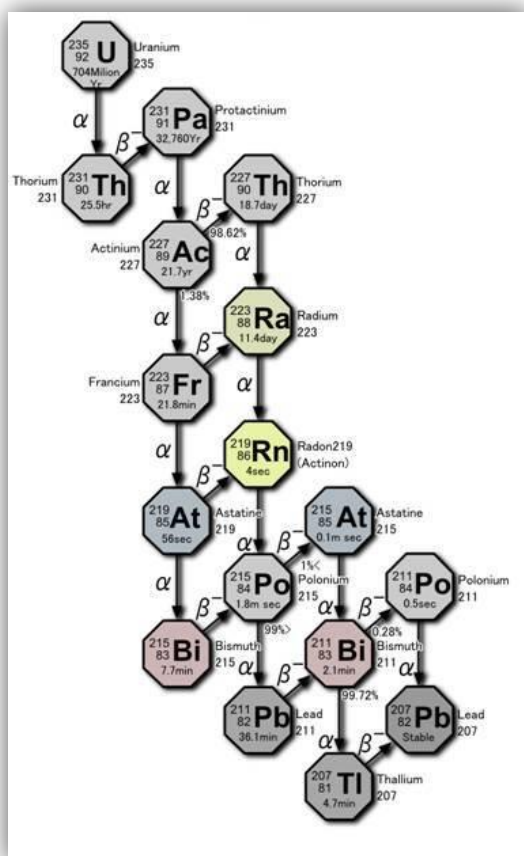 235
92 U
704Milion
Yr
Uranium
235
α
β−
231
91 Pa
32,760Yr
Protactinium
231
Thorium
231
231
90 Th
25.5hr
α
β−
227
90 Th
18.7day
Thorium
227
98.62%
Actinium
227
227
89 Ac
21.7yr
1.38%
α
α
β−
223
88 Ra
11.4day
Radium
223
Francium
223
223
87 Fr
21.8min
α
α
β−
219
86 Rn
4sec
Radon219
(Actinon)
219
85 At
56sec
Astatine
219
α
β−
1%<
215
85 At
0.1m sec
Astatine
215
α
β−
215
84 Po
1.8m sec
Polonium
215
99%>
α
β−
0.28%
211
84 Po
0.5sec
Polonium
211
215
83 Bi
7.7min
Bismuth
215
211
83 Bi
2.1min
Bismuth
211
99.72%
α
β−
α
211
82 Pb
36.1min
Lead
211
α
β−
207
82 Pb
Stable
Lead
207
207
81 Tl
4.7min
Thallium
207